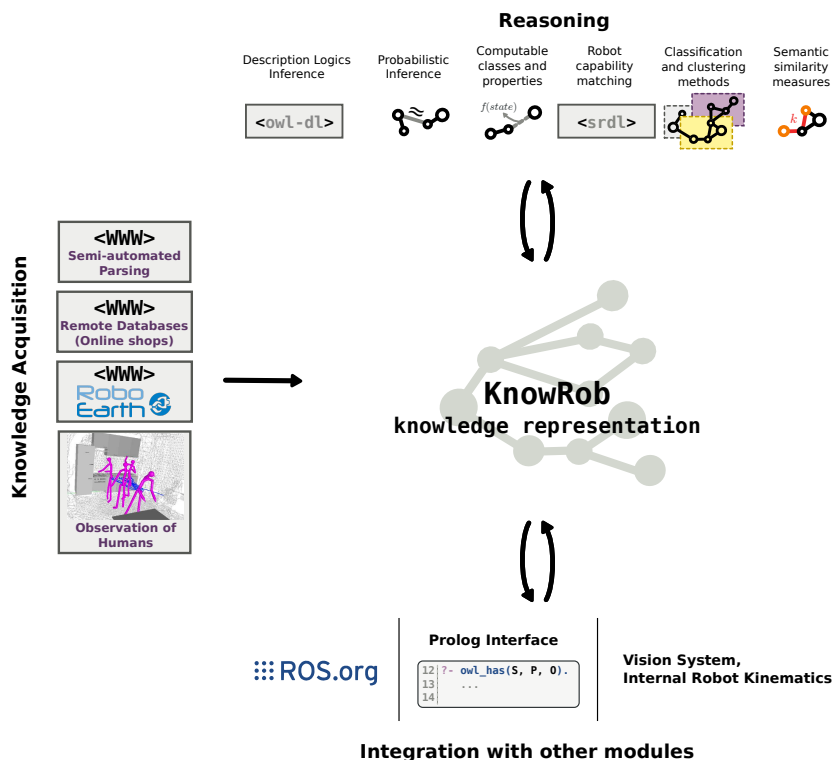 Reasoning
Description Logics
Inference
<owl-dl>
Probabilistic
Inference
≈
Computable
classes and
properties
f(state)
Robot
capability
matching
<srdl>
Classification
and clustering
methods
Semantic
similarity
measures
k
Knowledge Acquisition
<WWW>
Semi-automated
Parsing
<WWW>
Remote Databases
(Online shops)
<WWW>
Robo
Earth
Observation of
Humans
KnowRob
knowledge representation
ROS.org
Prolog Interface
12 ?- owl_has(S, P, O).
13 ...
14
Vision System,
Internal Robot Kinematics
Integration with other modules